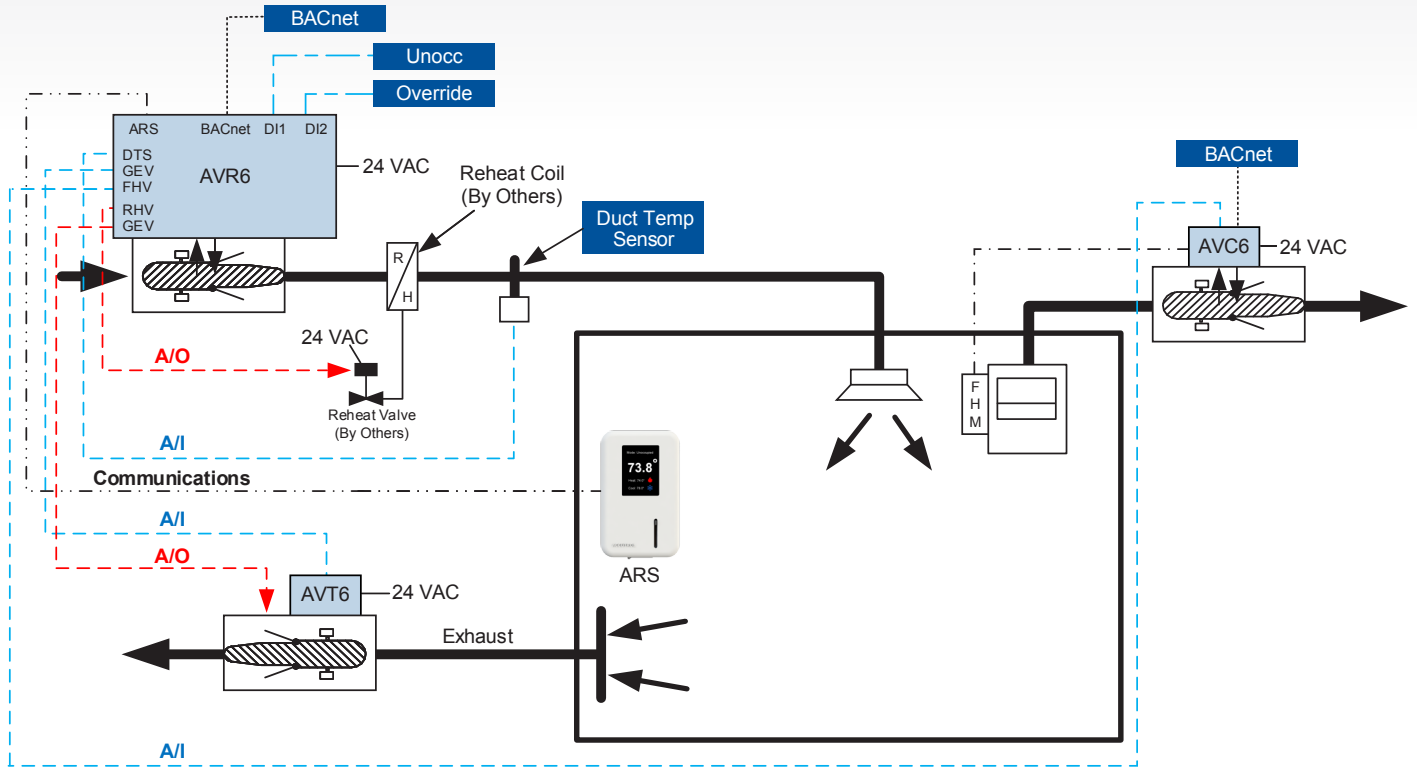 BACnet
Unocc
Override
ARS BACnet DI1 DI2
DTS
GEV
FHV
RHV
GEV
AVR6
24 VAC
Reheat Coil
(By Others)
Duct Temp
Sensor
BACnet
AVC6
24 VAC
R
H
A/O
24 VAC
Reheat Valve
(By Others)
F
H
M
A/I
Communications
73.8°
ARS
A/I
A/O
AVT6
24 VAC
Exhaust
A/I